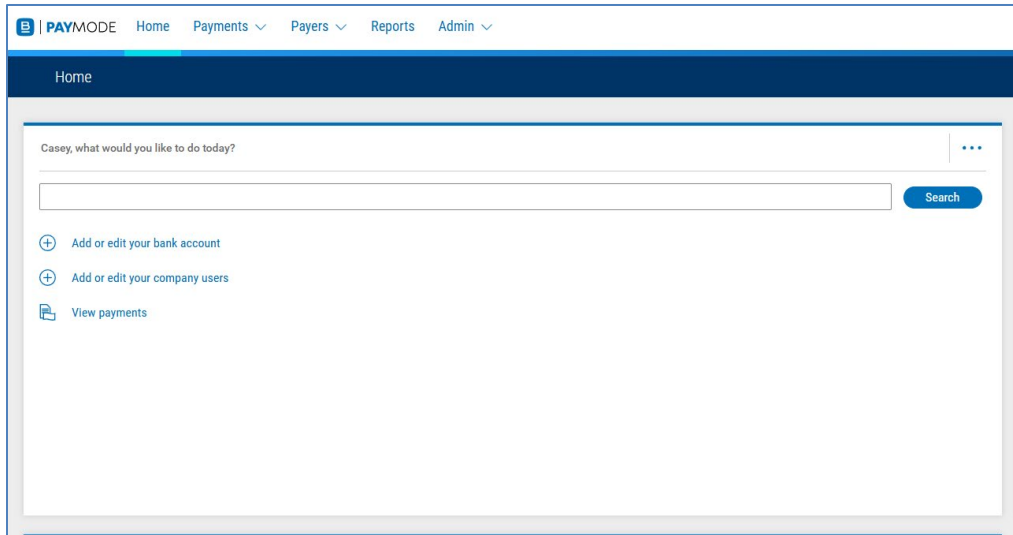 B | PAYMODE Home Payments Payers Reports Admin
Home
Casey, what would you like to do today?
Search
Add or edit your bank account
Add or edit your company users
View payments